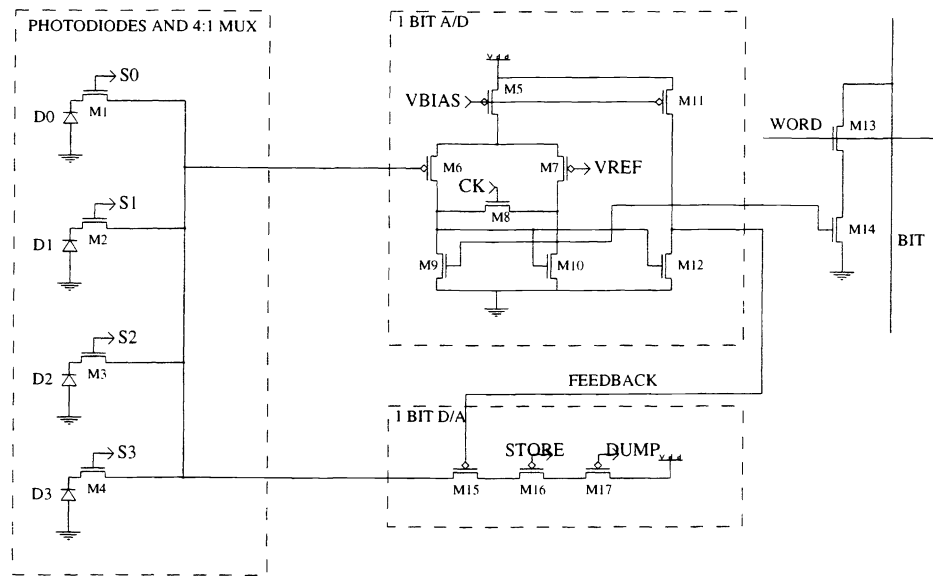 PHOTODIODES AND 4:1 MUX
S0
M1
D0
S1
M2
D1
S2
M3
D2
S3
M4
D3
1 BIT A/D
Vdd
M5
VBIAS
M11
M6
M7
VREF
CK
M8
M9
M10
M12
WORD
M13
M14
BIT
FEEDBACK
1 BIT D/A
STORE
DUMP
Vdd
M15
M16
M17